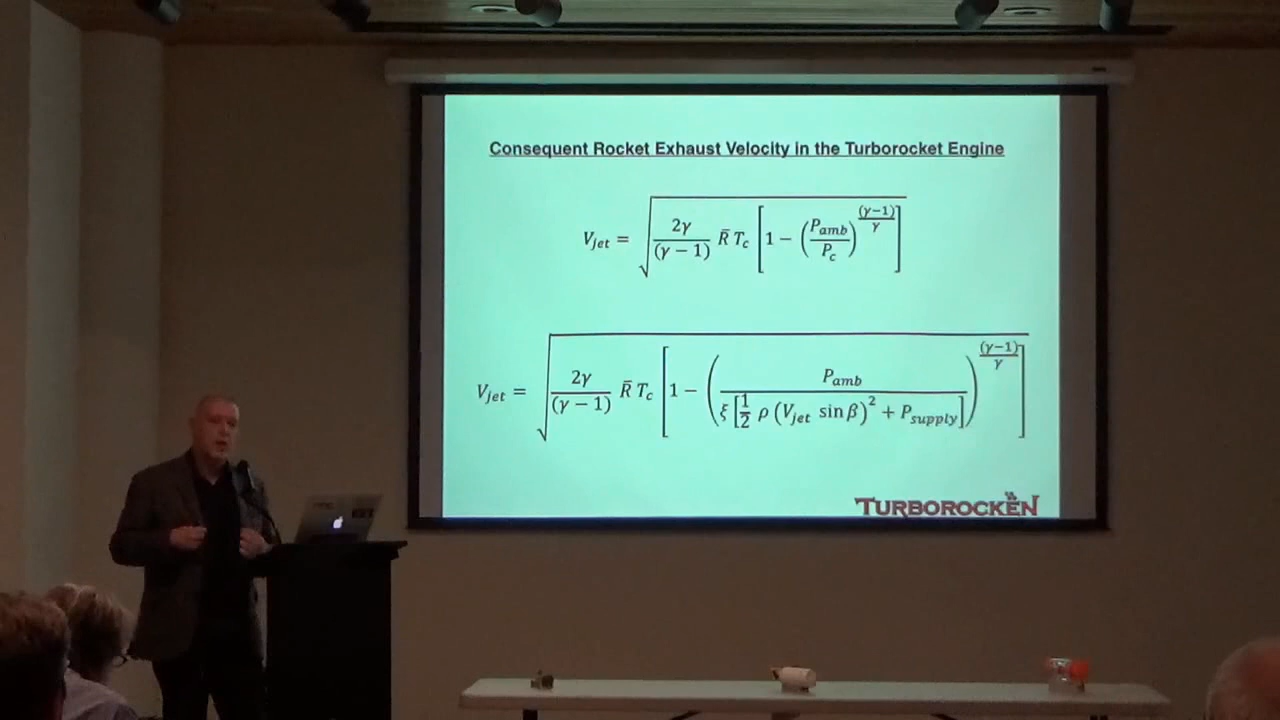 Consequent Rocket Exhaust Velocity in the Turborocket Engine
V_jet = √( 2γ/(γ−1) R̄ T_c [ 1 − (P_amb/P_c)^((γ−1)/γ) ] )
V_jet = √( 2γ/(γ−1) R̄ T_c [ 1 − ( P_amb / ( ξ [ 1/2 ρ (V_jet sin β)^2 + P_supply ] ) )^((γ−1)/γ) ] )
TURBOROCKËN